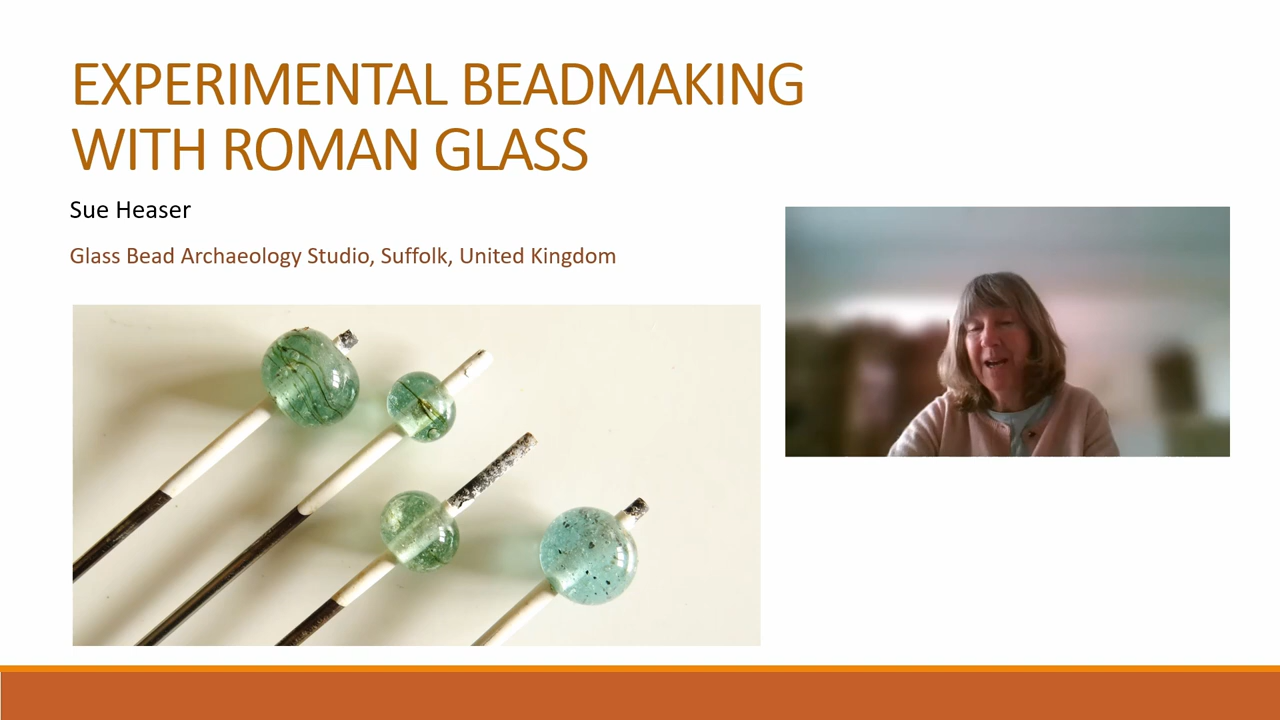 EXPERIMENTAL BEADMAKING
WITH ROMAN GLASS
Sue Heaser
Glass Bead Archaeology Studio, Suffolk, United Kingdom